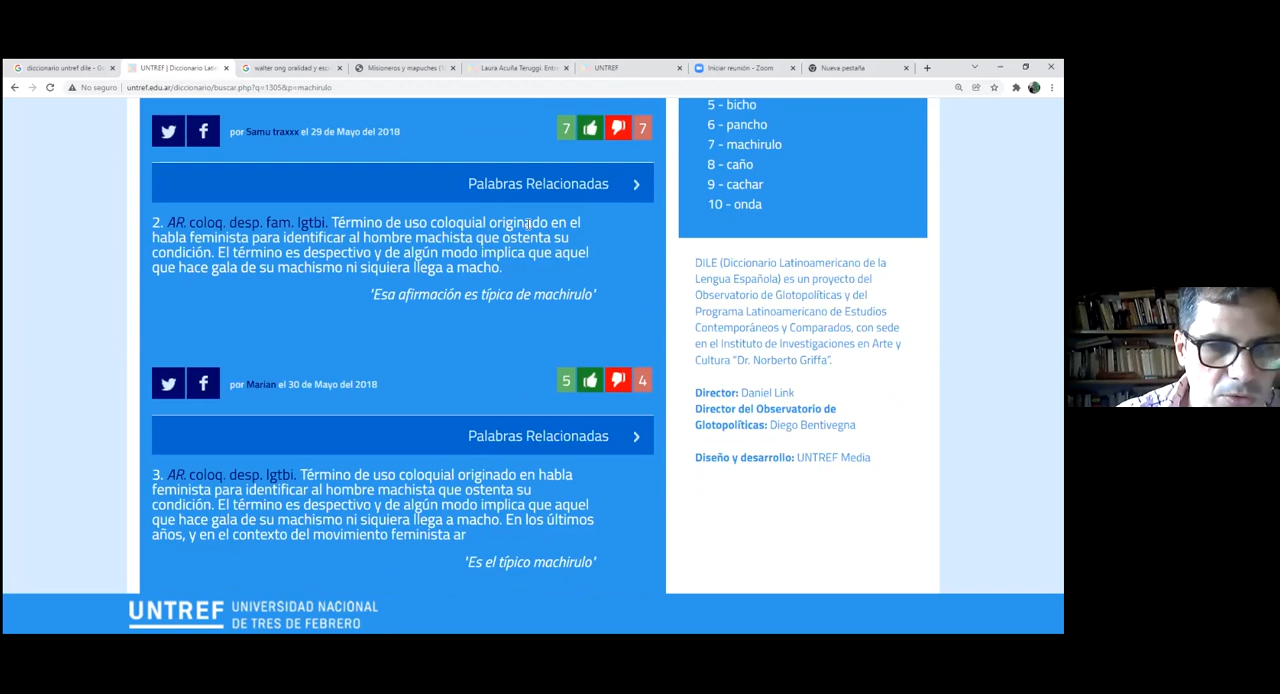 diccionario untref dile - G
UNTREF | Diccionario Lati
walter ong oralidad y esc
Misioneros y mapuches (1
Laura Acuña Teruggi. Entr
UNTREF
Iniciar reunión - Zoom
Nueva pestaña
No seguro
untref.edu.ar/diccionario/buscar.php?q=1305&p=machirulo
por Samu traxxx el 29 de Mayo del 2018
7
7
Palabras Relacionadas
2. AR. coloq. desp. fam. lgtbi. Término de uso coloquial originado en el
habla feminista para identificar al hombre machista que ostenta su
condición. El término es despectivo y de algún modo implica que aquel
que hace gala de su machismo ni siquiera llega a macho.
"Esa afirmación es típica de machirulo"
por Marian el 30 de Mayo del 2018
5
4
Palabras Relacionadas
3. AR. coloq. desp. lgtbi. Término de uso coloquial originado en habla
feminista para identificar al hombre machista que ostenta su
condición. El término es despectivo y de algún modo implica que aquel
que hace gala de su machismo ni siquiera llega a macho. En los últimos
años, y en el contexto del movimiento feminista ar
"Es el típico machirulo"
5 - bicho
6 - pancho
7 - machirulo
8 - caño
9 - cachar
10 - onda
DILE (Diccionario Latinoamericano de la
Lengua Española) es un proyecto del
Observatorio de Glotopolíticas y del
Programa Latinoamericano de Estudios
Contemporáneos y Comparados, con sede
en el Instituto de Investigaciones en Arte y
Cultura “Dr. Norberto Griffa”.
Director: Daniel Link
Director del Observatorio de
Glotopolíticas: Diego Bentivegna
Diseño y desarrollo: UNTREF Media
UNTREF
UNIVERSIDAD NACIONAL
DE TRES DE FEBRERO